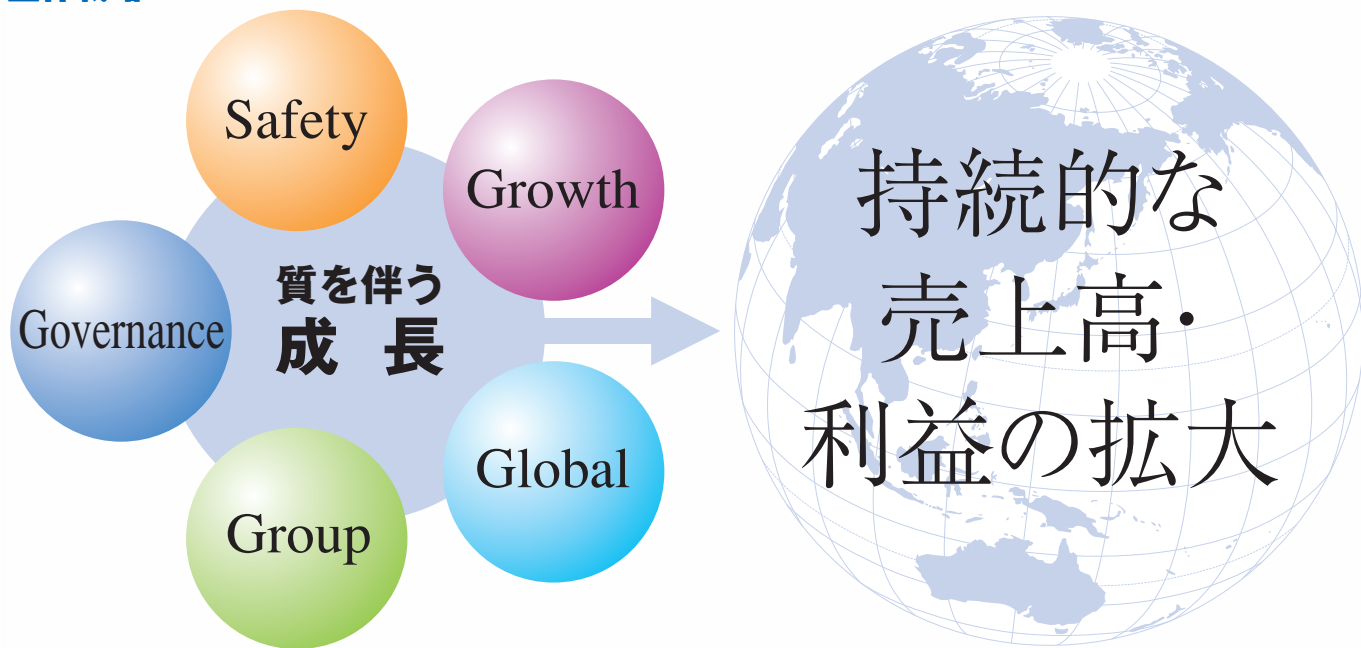 Safety
Growth
Governance
質を伴う
成長
Global
Group
持続的な
売上高・
利益の拡大